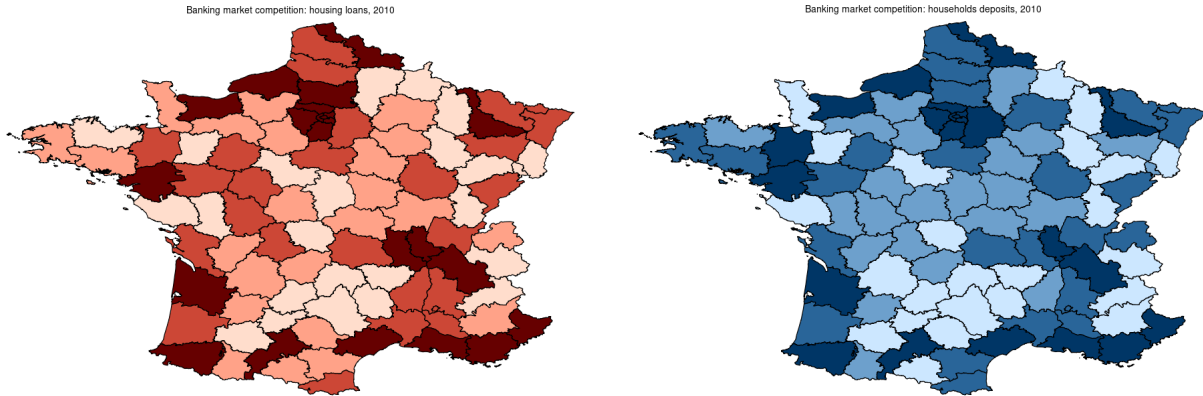 Banking market competition: housing loans, 2010
Banking market competition: households deposits, 2010